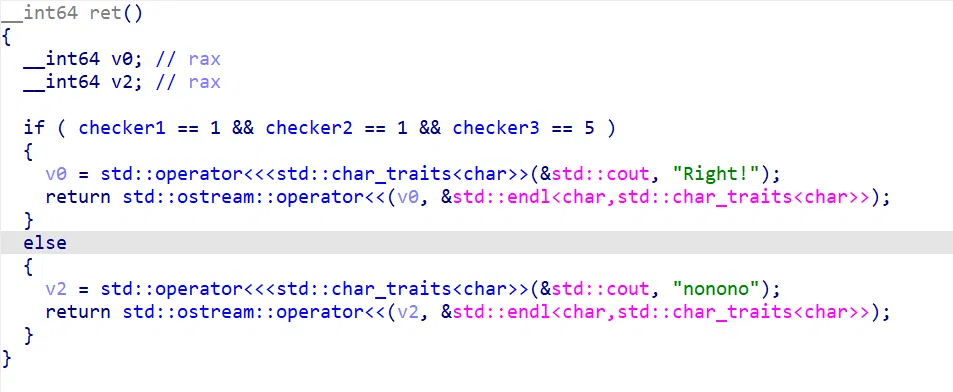 __int64 ret()
{
  __int64 v0; // rax
  __int64 v2; // rax

  if ( checker1 == 1 && checker2 == 1 && checker3 == 5 )
  {
    v0 = std::operator<<<std::char_traits<char>>(&std::cout, "Right!");
    return std::ostream::operator<<(v0, &std::endl<char,std::char_traits<char>>);
  }
  else
  {
    v2 = std::operator<<<std::char_traits<char>>(&std::cout, "nonono");
    return std::ostream::operator<<(v2, &std::endl<char,std::char_traits<char>>);
  }
}